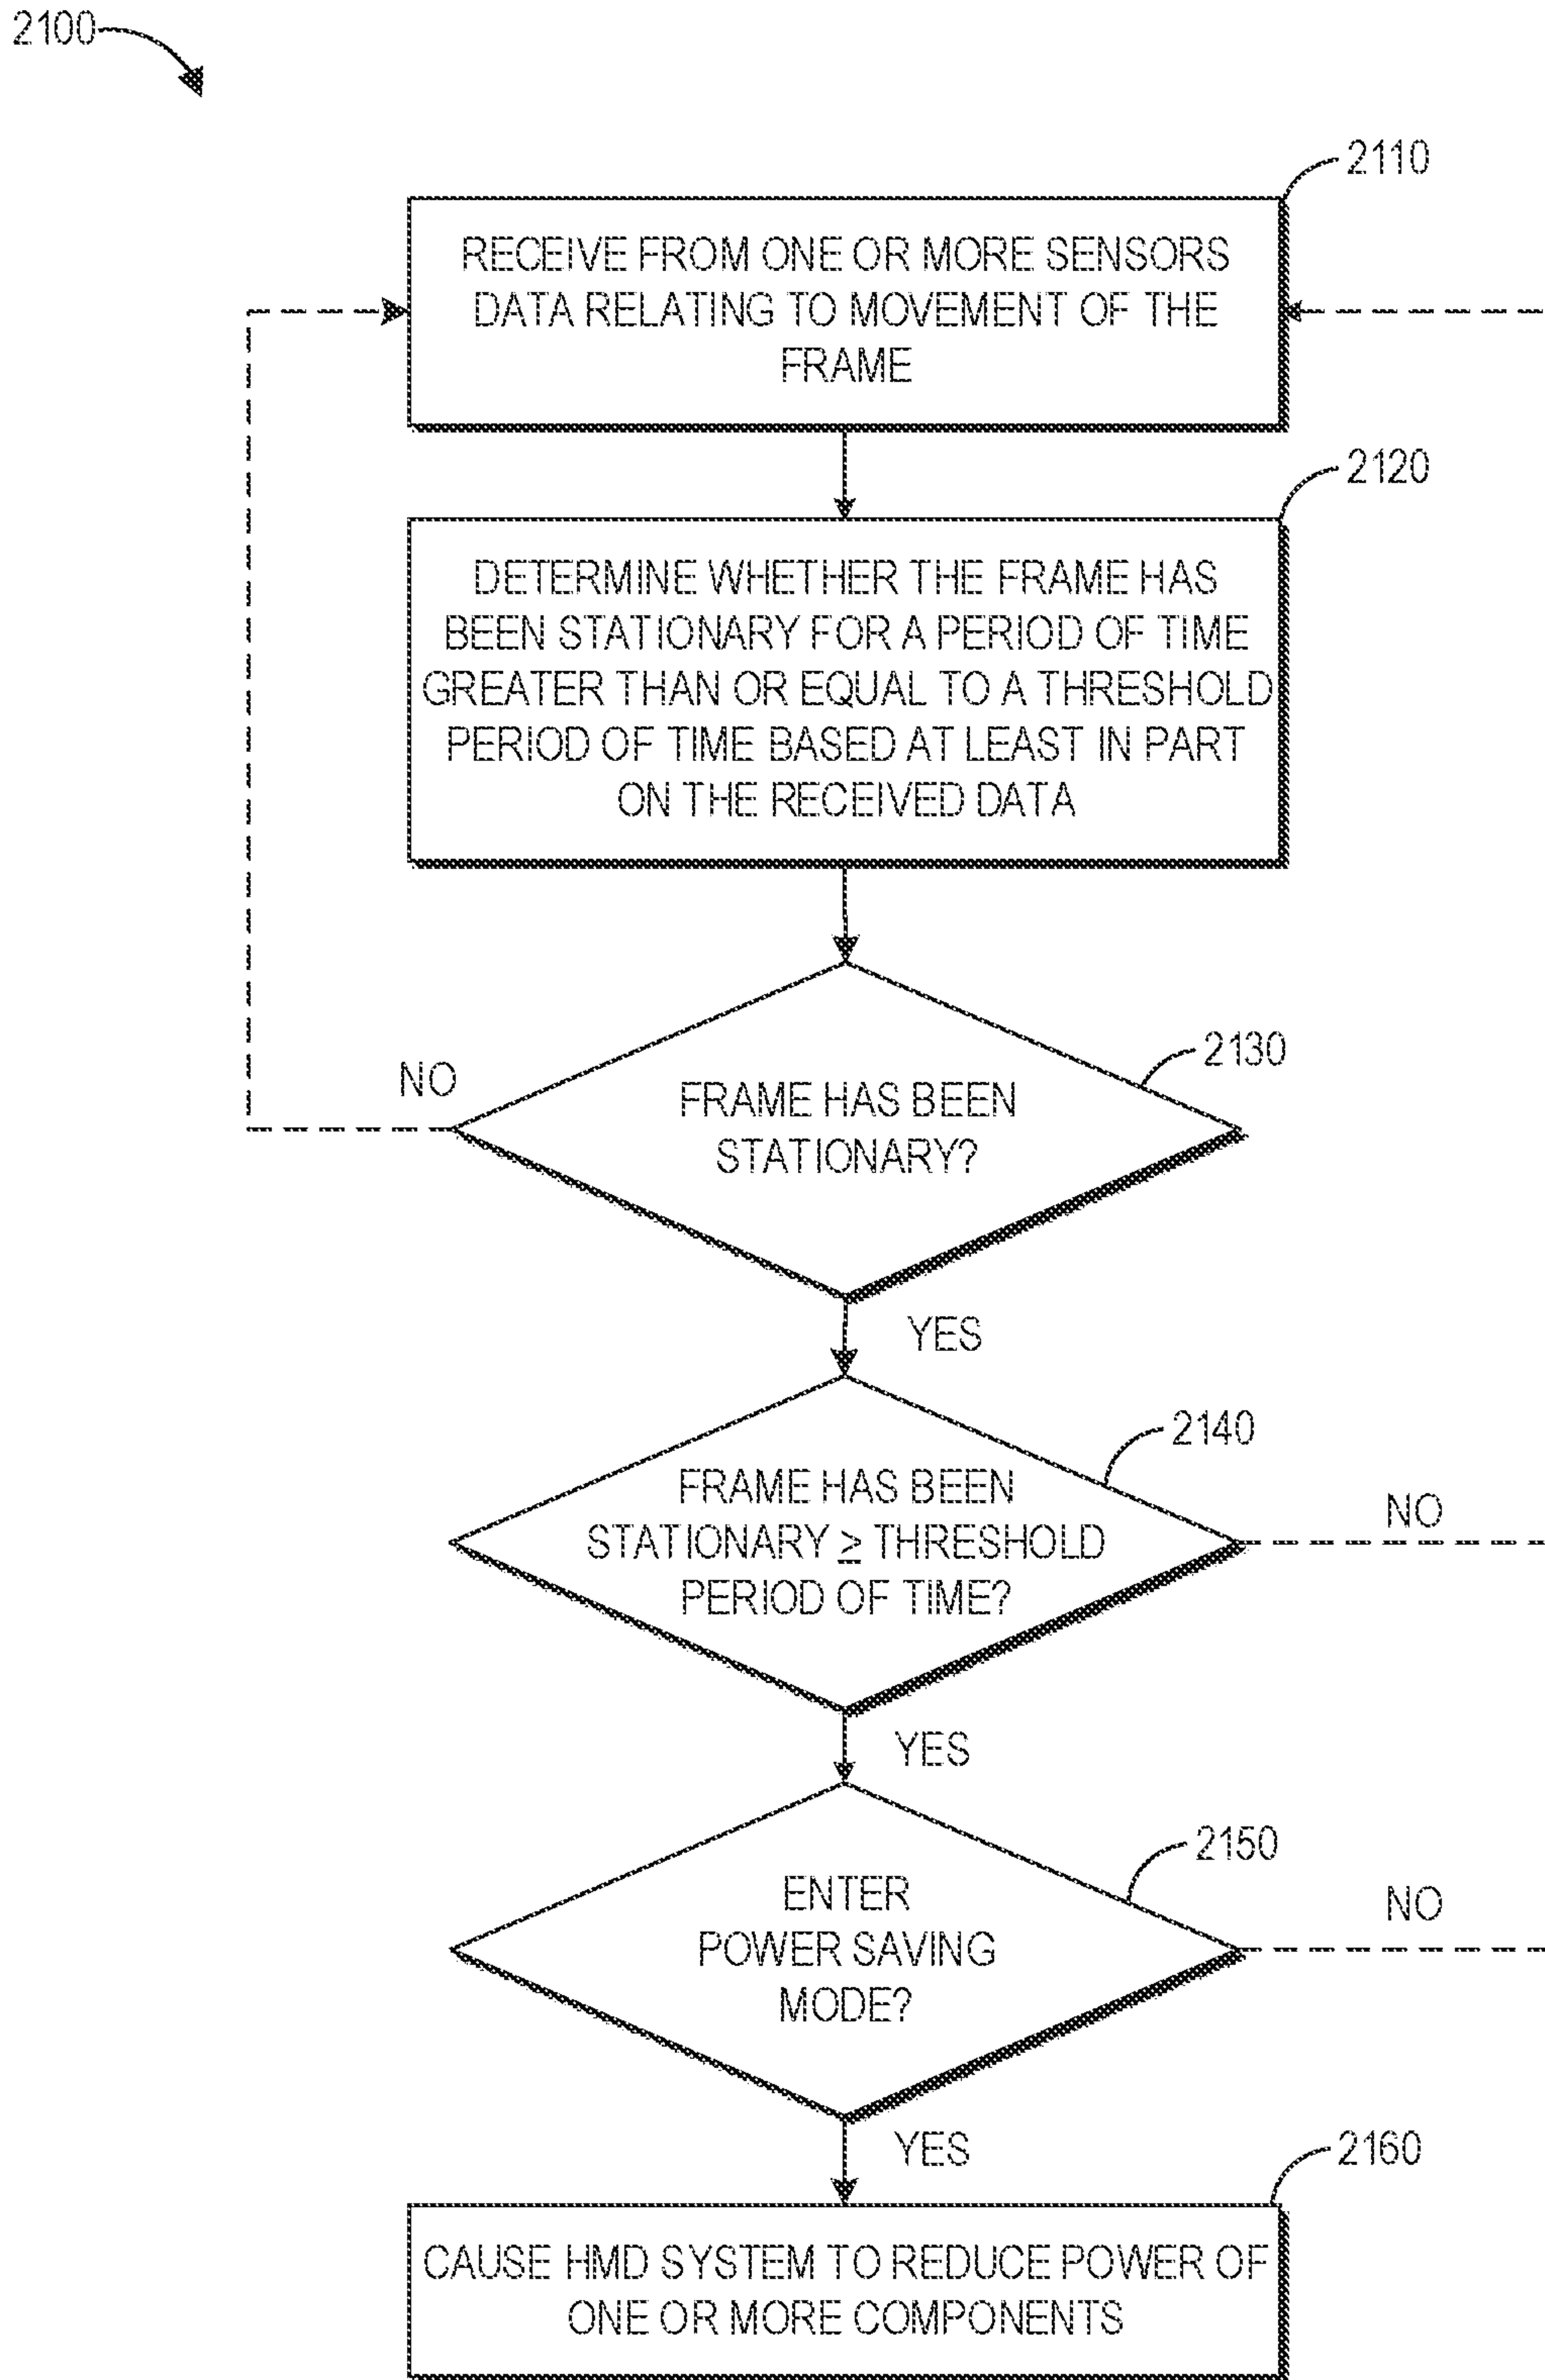 2100
2110
RECEIVE FROM ONE OR MORE SENSORS
DATA RELATING TO MOVEMENT OF THE
FRAME
2120
DETERMINE WHETHER THE FRAME HAS
BEEN STATIONARY FOR A PERIOD OF TIME
GREATER THAN OR EQUAL TO A THRESHOLD
PERIOD OF TIME BASED AT LEAST IN PART
ON THE RECEIVED DATA
2130
NO
FRAME HAS BEEN
STATIONARY?
YES
2140
FRAME HAS BEEN
STATIONARY ≥ THRESHOLD
PERIOD OF TIME?
NO
YES
2150
ENTER
POWER SAVING
MODE?
NO
YES
2160
CAUSE HMD SYSTEM TO REDUCE POWER OF
ONE OR MORE COMPONENTS